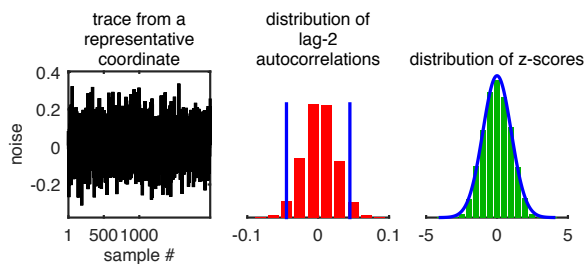 trace from a
representative
coordinate
distribution of
lag-2
autocorrelations
distribution of z-scores
0.4
0.2
0
-0.2
noise
1 500 1000
sample #
-0.1 0 0.1
-5 0 5